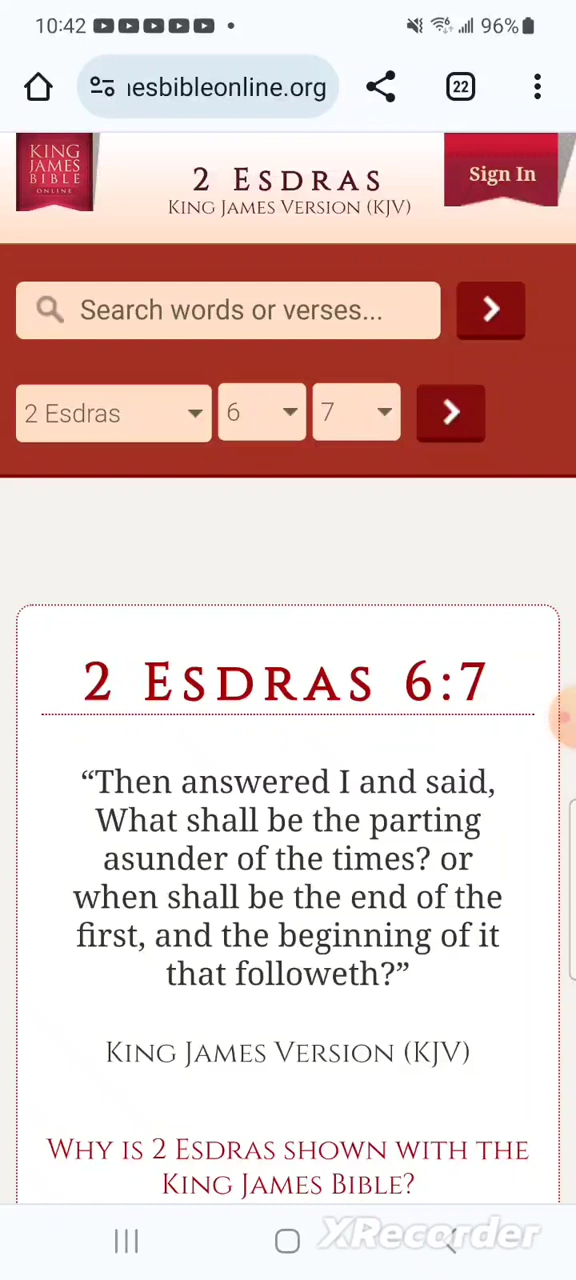 10:42 96%
ıesbibleonline.org 22
KING
JAMES
BIBLE
ONLINE
2 ESDRAS
KING JAMES VERSION (KJV)
Sign In
Search words or verses...
2 Esdras 6 7
2 ESDRAS 6:7
“Then answered I and said,
What shall be the parting
asunder of the times? or
when shall be the end of the
first, and the beginning of it
that followeth?”
KING JAMES VERSION (KJV)
WHY IS 2 ESDRAS SHOWN WITH THE
KING JAMES BIBLE?
XRecorder